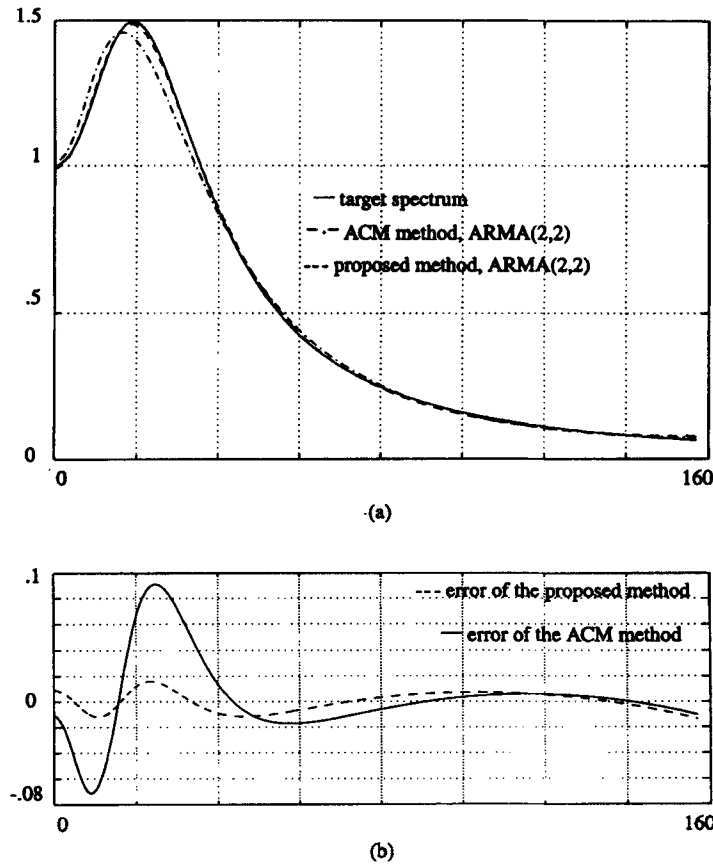 1.5
1
— target spectrum
-·-· ACM method, ARMA(2,2)
---- proposed method, ARMA(2,2)
.5
0
0 160
(a)
.1
---- error of the proposed method
— error of the ACM method
0
-.08
0 160
(b)